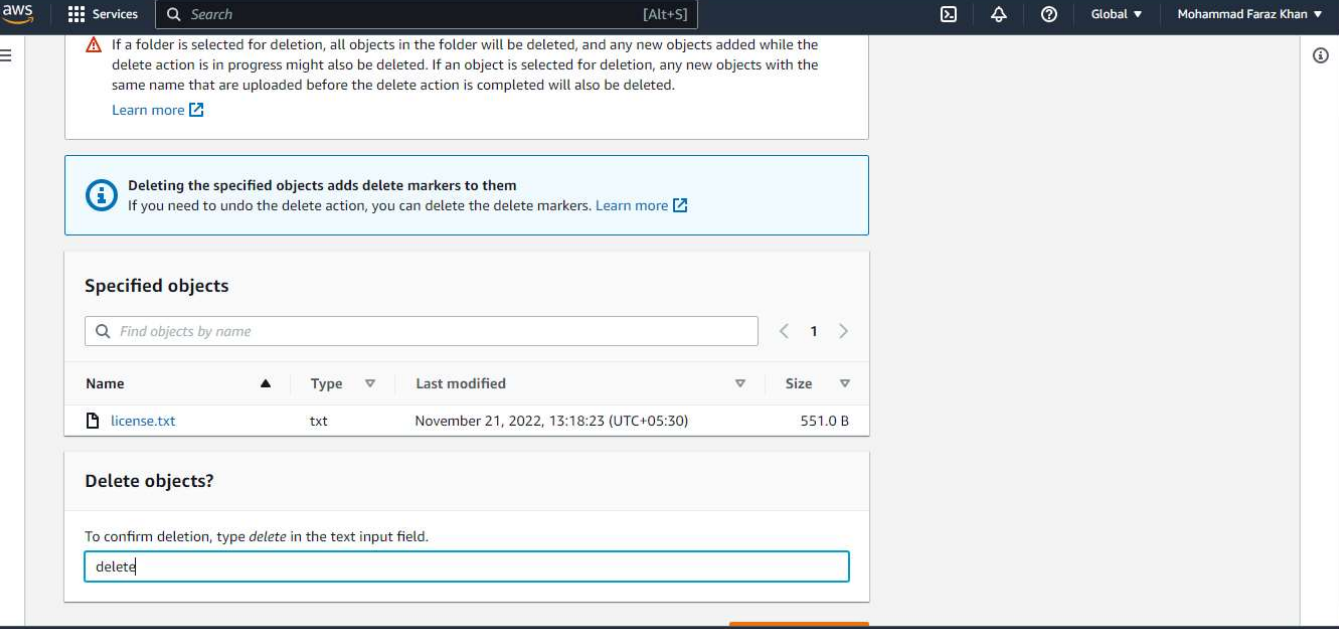 aws
Services
Search
[Alt+S]
Global
Mohammad Faraz Khan
If a folder is selected for deletion, all objects in the folder will be deleted, and any new objects added while the
delete action is in progress might also be deleted. If an object is selected for deletion, any new objects with the
same name that are uploaded before the delete action is completed will also be deleted.
Learn more
Deleting the specified objects adds delete markers to them
If you need to undo the delete action, you can delete the delete markers. Learn more
Specified objects
Find objects by name
1
Name Type Last modified Size
license.txt txt November 21, 2022, 13:18:23 (UTC+05:30) 551.0 B
Delete objects?
To confirm deletion, type delete in the text input field.
delete